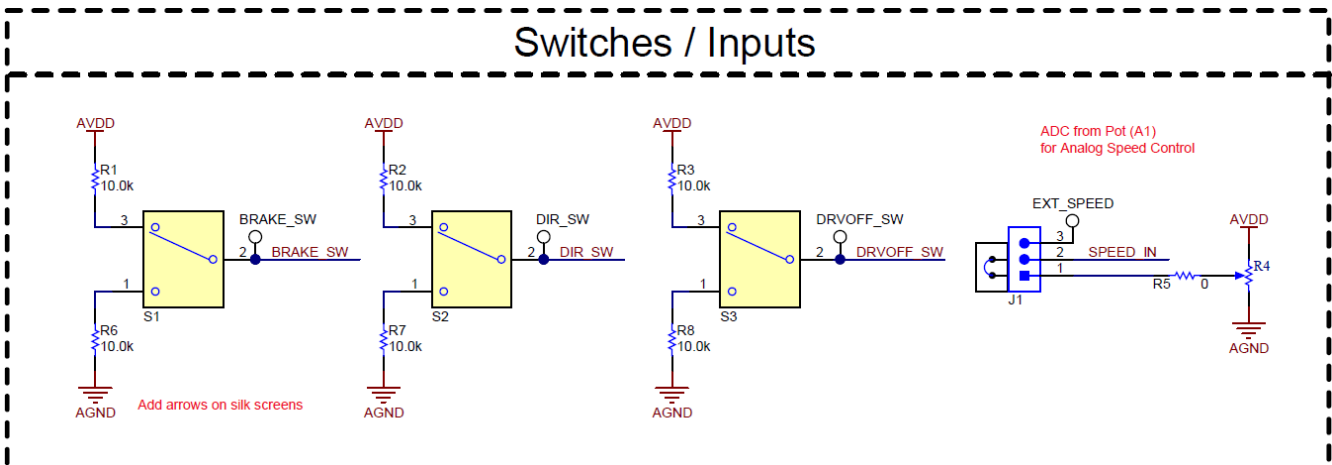 Switches / Inputs
AVDD
R1
10.0k
3
BRAKE_SW
2
BRAKE_SW
1
S1
R6
10.0k
AGND
Add arrows on silk screens
AVDD
R2
10.0k
3
DIR_SW
2
DIR_SW
1
S2
R7
10.0k
AGND
AVDD
R3
10.0k
3
DRVOFF_SW
2
DRVOFF_SW
1
S3
R8
10.0k
AGND
ADC from Pot (A1)
for Analog Speed Control
EXT_SPEED
3
2
SPEED_IN
1
J1
R5
0
AVDD
R4
AGND